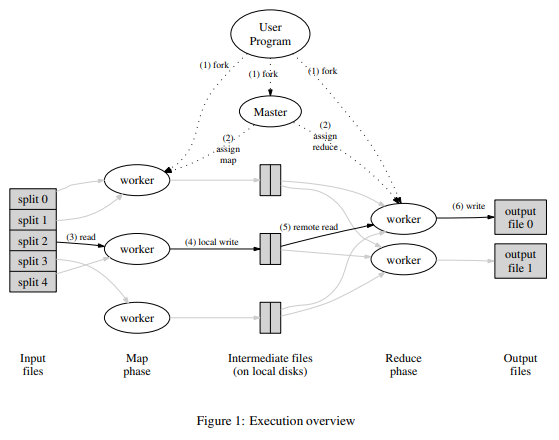 User
Program
(1) fork
(1) fork
(1) fork
Master
(2)
assign
map
(2)
assign
reduce
worker
split 0
split 1
split 2
split 3
split 4
(3) read
worker
(4) local write
(5) remote read
worker
(6) write
output
file 0
worker
output
file 1
worker
Input
files
Map
phase
Intermediate files
(on local disks)
Reduce
phase
Output
files
Figure 1: Execution overview